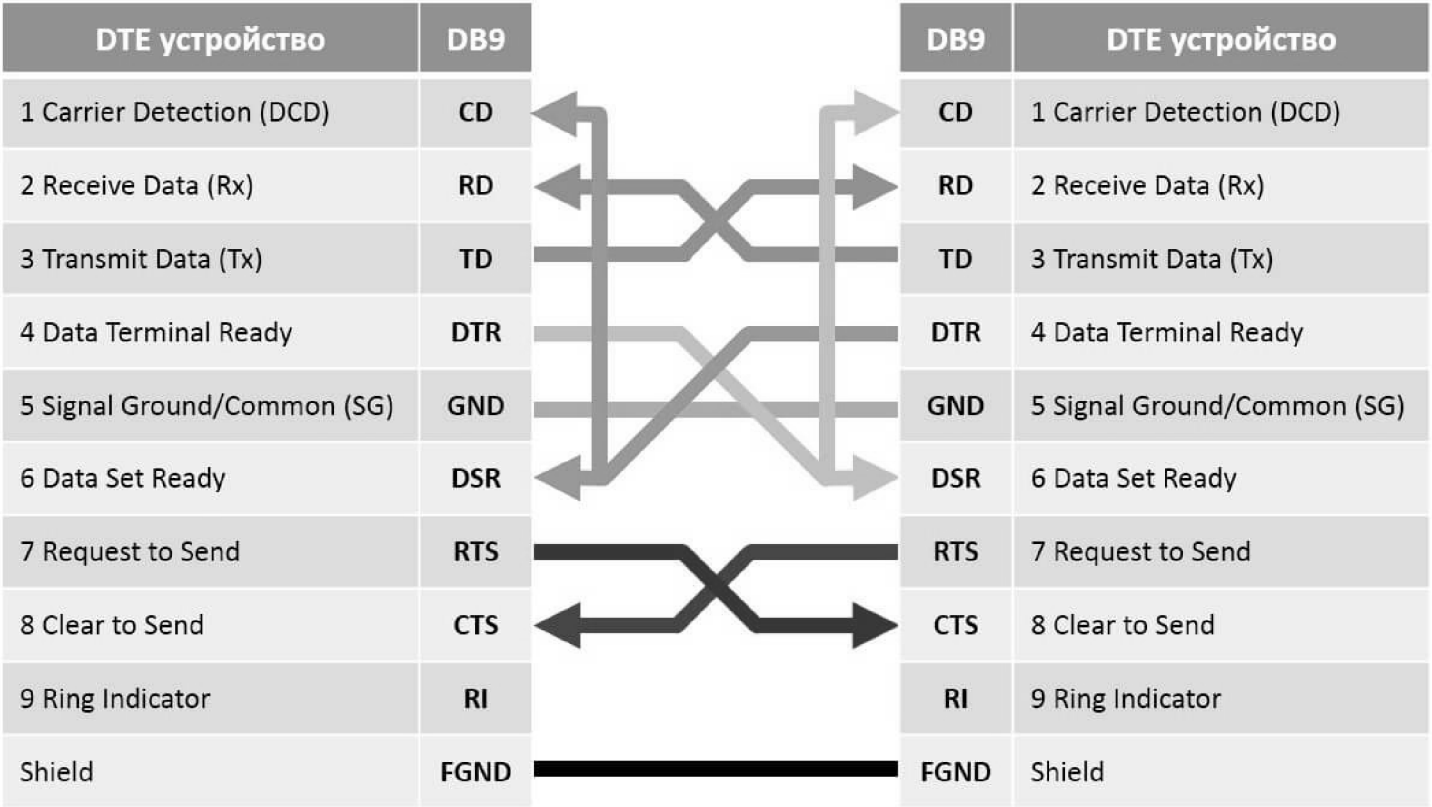 DTE устройство DB9 DB9 DTE устройство
1 Carrier Detection (DCD) CD CD 1 Carrier Detection (DCD)
2 Receive Data (Rx) RD RD 2 Receive Data (Rx)
3 Transmit Data (Tx) TD TD 3 Transmit Data (Tx)
4 Data Terminal Ready DTR DTR 4 Data Terminal Ready
5 Signal Ground/Common (SG) GND GND 5 Signal Ground/Common (SG)
6 Data Set Ready DSR DSR 6 Data Set Ready
7 Request to Send RTS RTS 7 Request to Send
8 Clear to Send CTS CTS 8 Clear to Send
9 Ring Indicator RI RI 9 Ring Indicator
Shield FGND FGND Shield